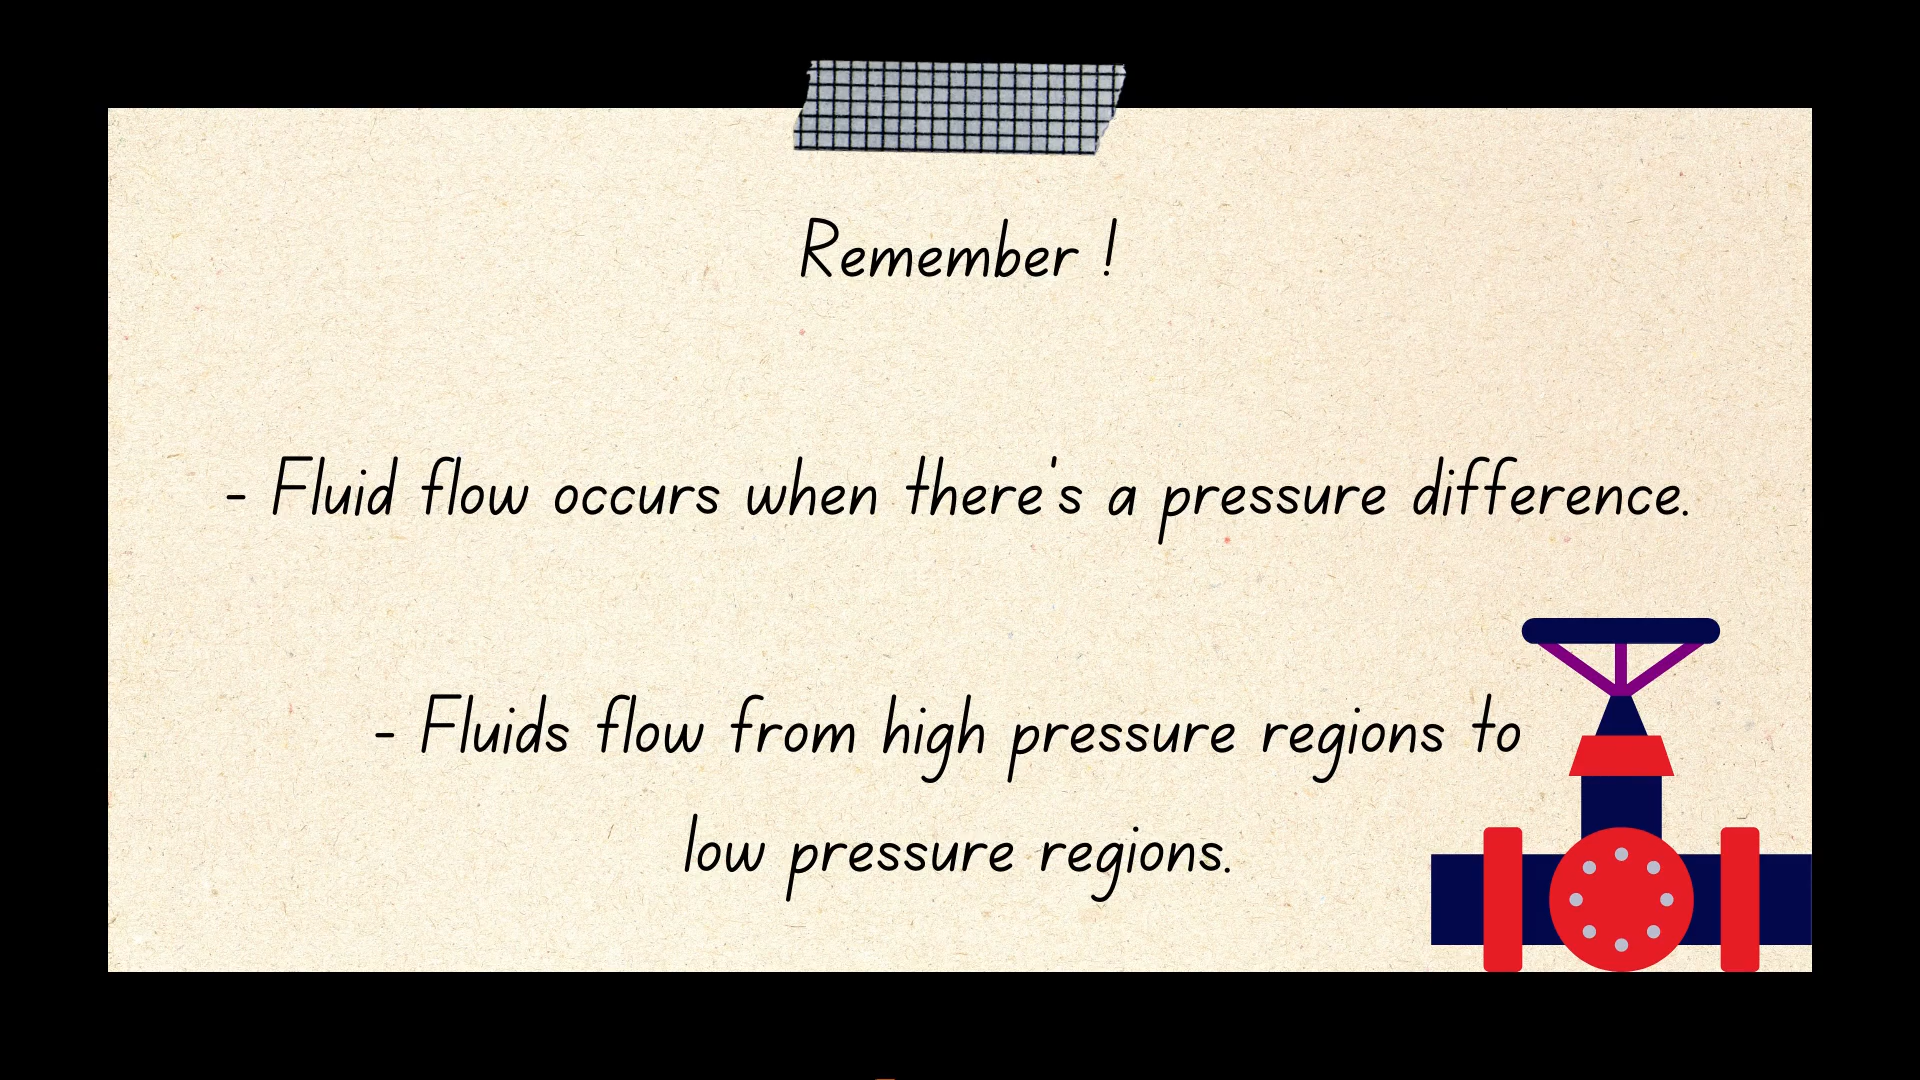 Remember !
- Fluid flow occurs when there's a pressure difference.
- Fluids flow from high pressure regions to
low pressure regions.